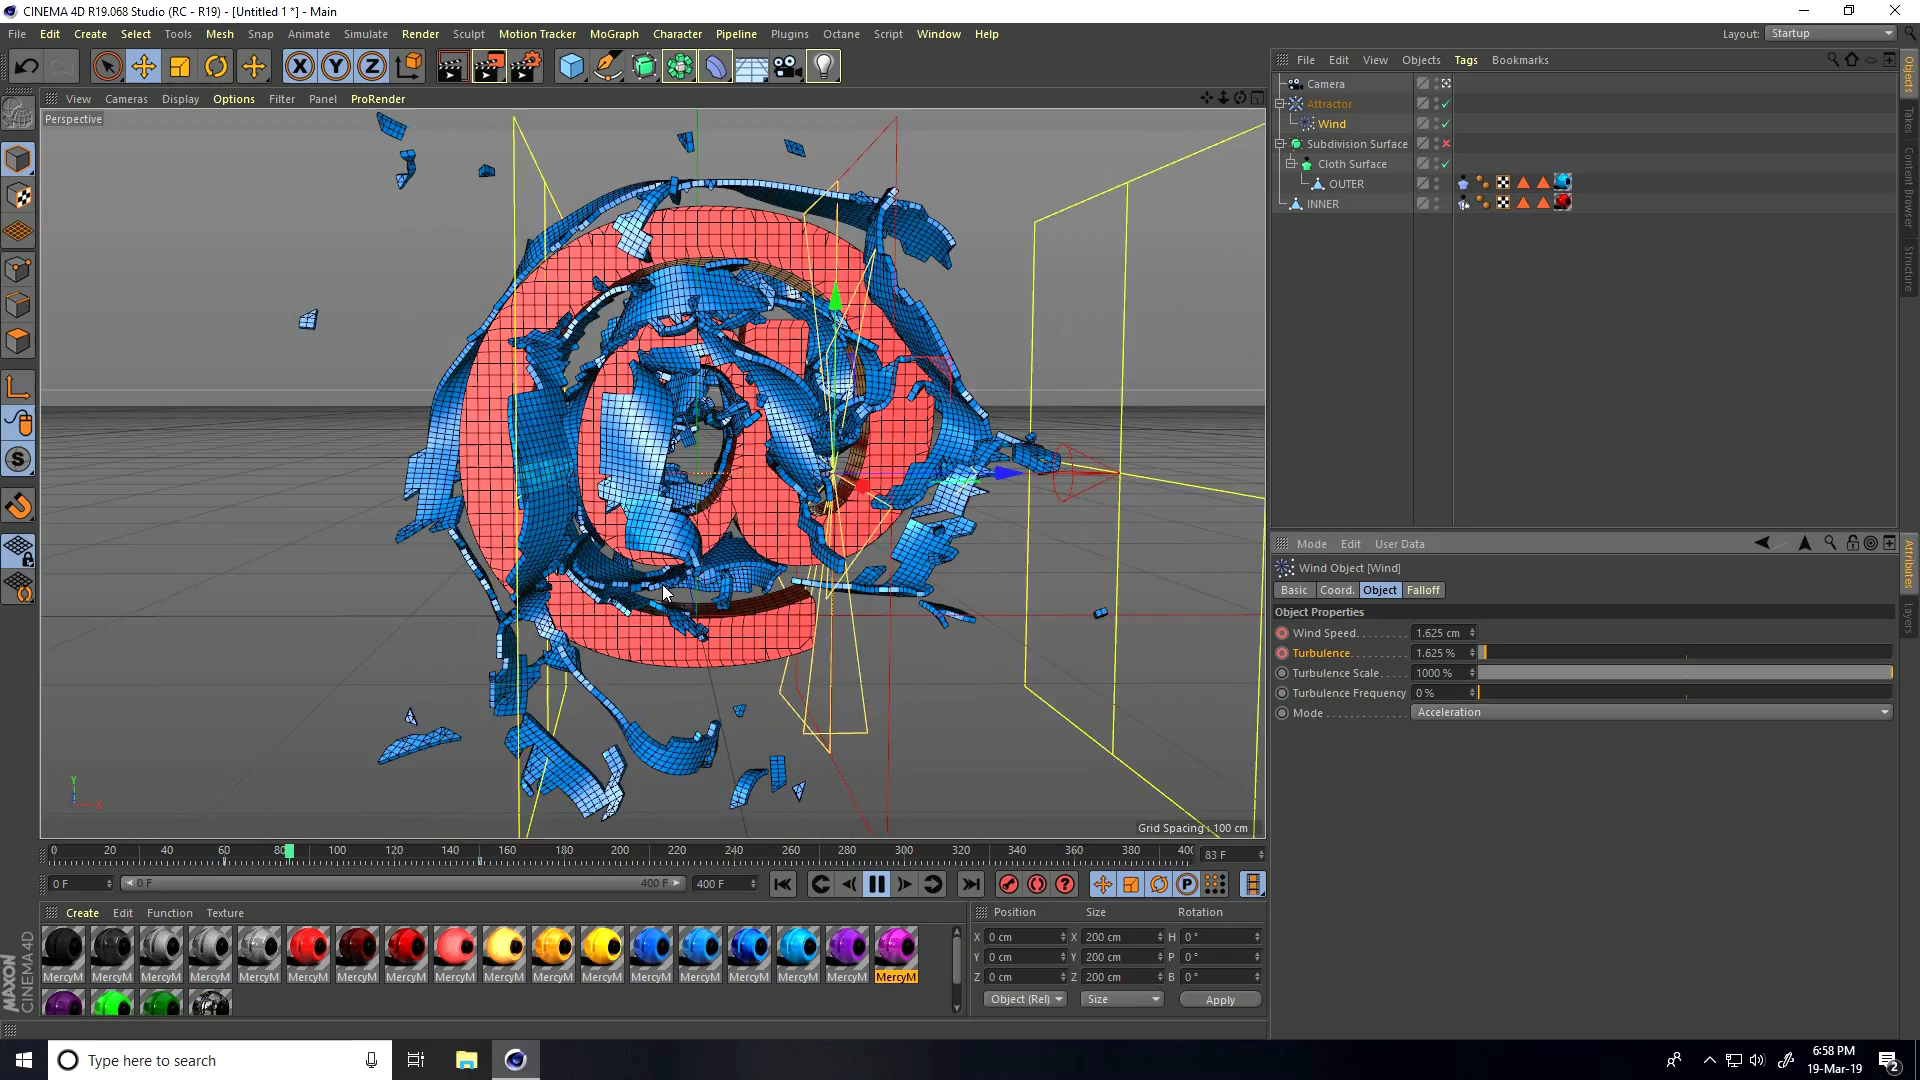 CINEMA 4D R19.068 Studio (RC - R19) - [Untitled 1 *] - Main
File Edit Create Select Tools Mesh Snap Animate Simulate Render Sculpt Motion Tracker MoGraph Character Pipeline Plugins Octane Script Window Help
Layout: Startup
View Cameras Display Options Filter Panel ProRender
Perspective
Grid Spacing : 100 cm
File Edit View Objects Tags Bookmarks
Camera
Attractor
Wind
Subdivision Surface
Cloth Surface
OUTER
INNER
Objects
Takes
Content Browser
Structure
Mode Edit User Data
Wind Object [Wind]
Basic Coord. Object Falloff
Object Properties
Wind Speed. . . . . . . . . 1.625 cm
Turbulence. . . . . . . . . 1.625 %
Turbulence Scale. . . . 1000 %
Turbulence Frequency 0 %
Mode . . . . . . . . . . . . . Acceleration
Attributes
Layers
0 20 40 60 80 100 120 140 160 180 200 220 240 260 280 300 320 340 360 380 400
83 F
0 F 0 F 400 F 400 F
Create Edit Function Texture
MercyM MercyM MercyM MercyM MercyM MercyM MercyM MercyM MercyM MercyM MercyM MercyM MercyM MercyM MercyM MercyM MercyM MercyM
MAXON
CINEMA 4D
Position Size Rotation
X 0 cm X 200 cm H 0 °
Y 0 cm Y 200 cm P 0 °
Z 0 cm Z 200 cm B 0 °
Object (Rel) Size Apply
Type here to search
6:58 PM
19-Mar-19
2